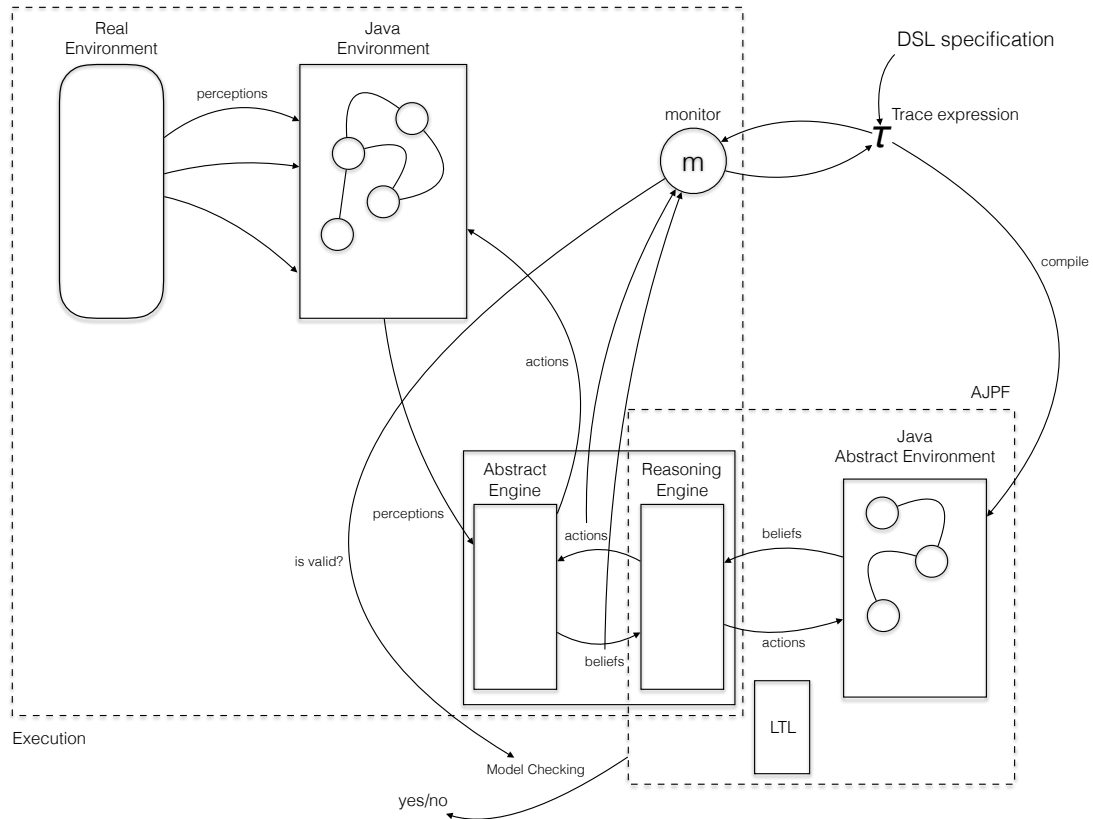 Real
Environment
Java
Environment
DSL specification
perceptions
monitor
Trace expression
τ
m
compile
actions
AJPF
Java
Abstract Environment
Abstract
Engine
Reasoning
Engine
perceptions
actions
beliefs
is valid?
beliefs
actions
LTL
Execution
Model Checking
yes/no